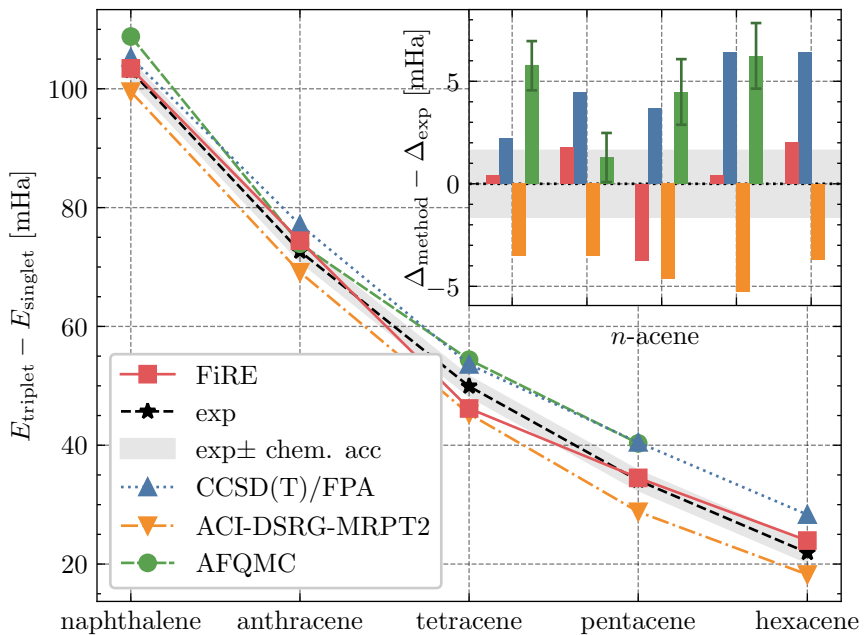 E_triplet − E_singlet [mHa]
100
80
60
40
20
naphthalene
anthracene
tetracene
pentacene
hexacene
FiRE
exp
exp± chem. acc
CCSD(T)/FPA
ACI-DSRG-MRPT2
AFQMC
Δ_method − Δ_exp [mHa]
5
0
−5
n-acene